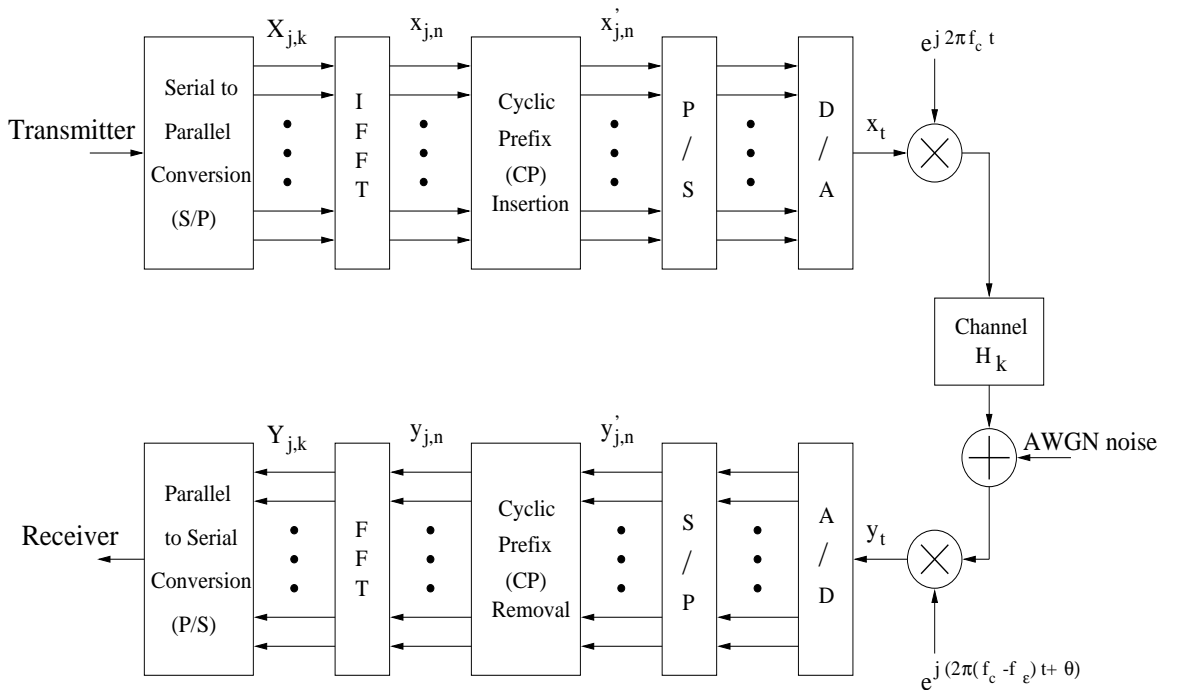 X_{j,k}
x_{j,n}
x'_{j,n}
e^{j 2πf_c t}
Transmitter
Serial to
Parallel
Conversion
(S/P)
I
F
F
T
Cyclic
Prefix
(CP)
Insertion
P
/
S
D
/
A
x_t
Channel
H_k
AWGN noise
Y_{j,k}
y_{j,n}
y'_{j,n}
Receiver
Parallel
to Serial
Conversion
(P/S)
F
F
T
Cyclic
Prefix
(CP)
Removal
S
/
P
A
/
D
y_t
e^{j (2π(f_c -f_ε) t+ θ)}